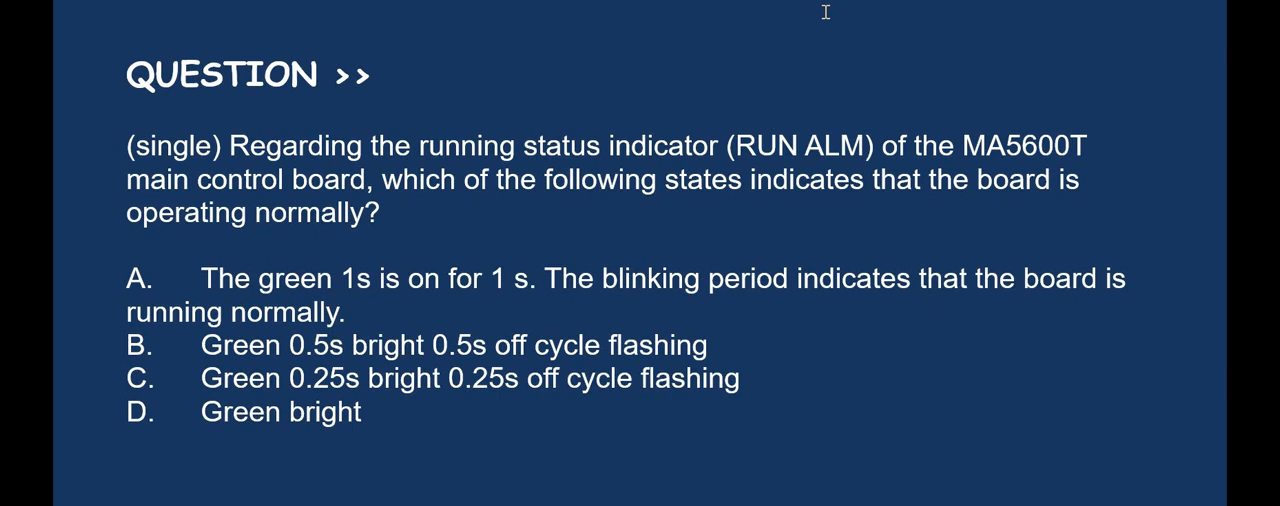 QUESTION >>
(single) Regarding the running status indicator (RUN ALM) of the MA5600T
main control board, which of the following states indicates that the board is
operating normally?
A. The green 1s is on for 1 s. The blinking period indicates that the board is
running normally.
B. Green 0.5s bright 0.5s off cycle flashing
C. Green 0.25s bright 0.25s off cycle flashing
D. Green bright